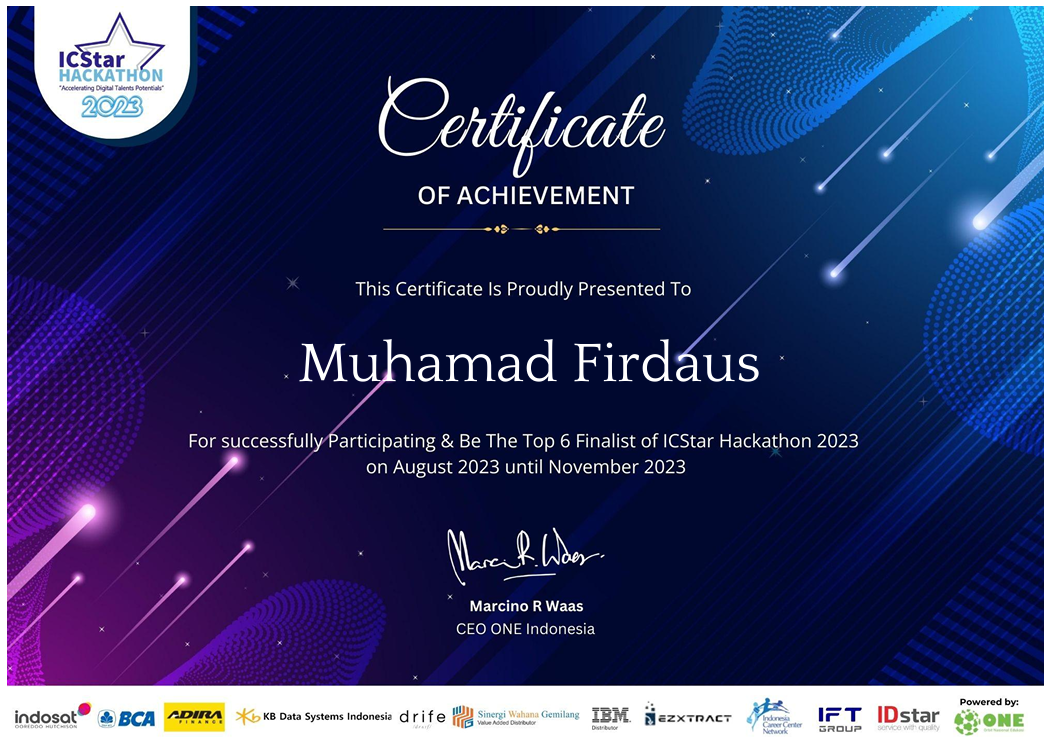 ICStar
HACKATHON
"Accelerating Digital Talents Potentials"
2023
Certificate
OF ACHIEVEMENT
This Certificate Is Proudly Presented To
Muhamad Firdaus
For successfully Participating & Be The Top 6 Finalist of ICStar Hackathon 2023
on August 2023 until November 2023
Marci R. Waas
Marcino R Waas
CEO ONE Indonesia
indosat
OOREDOO HUTCHISON
BCA
ADIRA
FINANCE
KB Data Systems Indonesia
drife
Sinergi Wahana Gemilang
Value Added Distributor
IBM
Distributor
EZXTRACT
Indonesia
Career Center
Network
IFT
GROUP
IDstar
service with quality
Powered by:
ONE